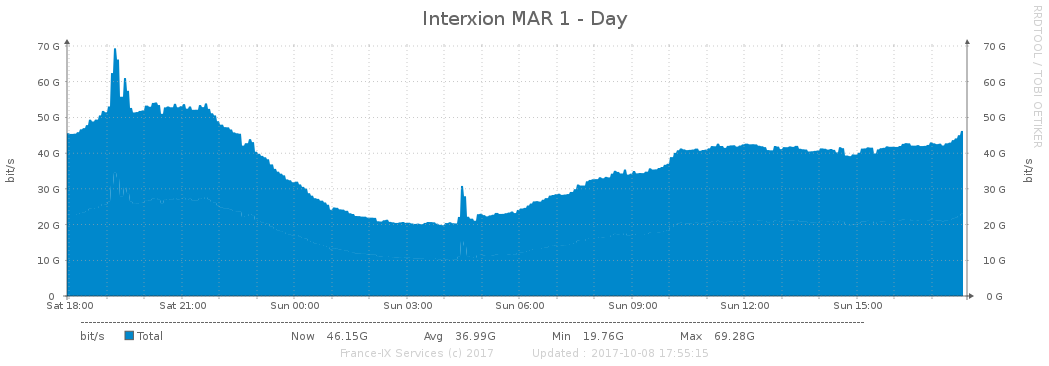 Interxion MAR 1 - Day
RRDTOOL / TOBI OETIKER
bit/s
70 G 70 G
60 G 60 G
50 G 50 G
40 G 40 G
30 G 30 G
20 G 20 G
10 G 10 G
0 0 G
bit/s
Sat 18:00 Sat 21:00 Sun 00:00 Sun 03:00 Sun 06:00 Sun 09:00 Sun 12:00 Sun 15:00
bit/s Total Now 46.15G Avg 36.99G Min 19.76G Max 69.28G
France-IX Services (c) 2017 Updated : 2017-10-08 17:55:15